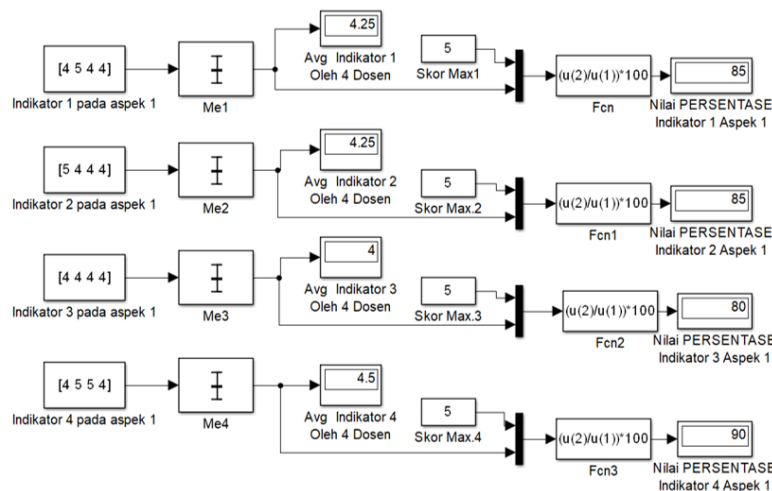 [4 5 4 4]
Indikator 1 pada aspek 1
Me1
4.25
Avg Indikator 1
Oleh 4 Dosen
5
Skor Max1
(u(2)/u(1))*100
Fcn
85
Nilai PERSENTASE
Indikator 1 Aspek 1
[5 4 4 4]
Indikator 2 pada aspek 1
Me2
4.25
Avg Indikator 2
Oleh 4 Dosen
5
Skor Max.2
(u(2)/u(1))*100
Fcn1
85
Nilai PERSENTASE
Indikator 2 Aspek 1
[4 4 4 4]
Indikator 3 pada aspek 1
Me3
4
Avg Indikator 3
Oleh 4 Dosen
5
Skor Max.3
(u(2)/u(1))*100
Fcn2
80
Nilai PERSENTASE
Indikator 3 Aspek 1
[4 5 5 4]
Indikator 4 pada aspek 1
Me4
4.5
Avg Indikator 4
Oleh 4 Dosen
5
Skor Max.4
(u(2)/u(1))*100
Fcn3
90
Nilai PERSENTASE
Indikator 4 Aspek 1